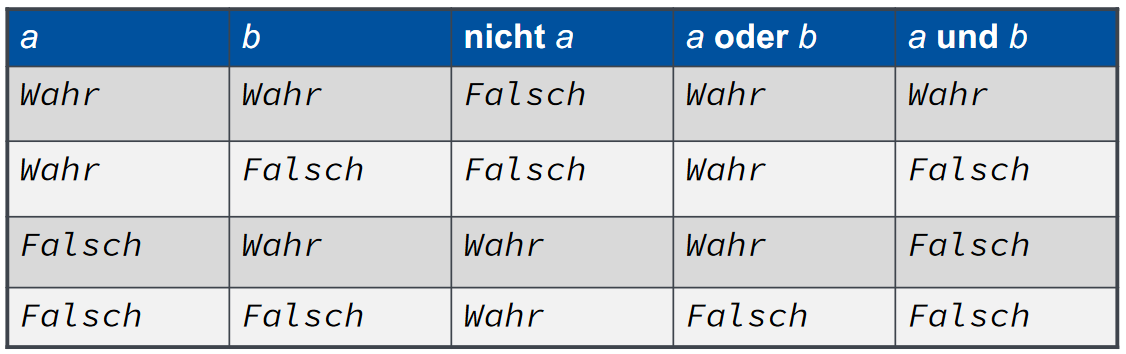 a b nicht a a oder b a und b
Wahr Wahr Falsch Wahr Wahr
Wahr Falsch Falsch Wahr Falsch
Falsch Wahr Wahr Wahr Falsch
Falsch Falsch Wahr Falsch Falsch